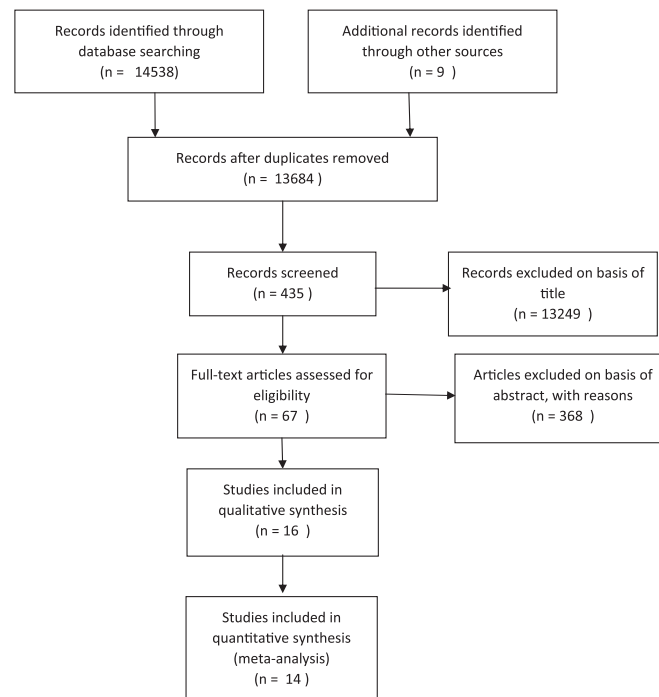 Records identified through
database searching
(n = 14538)
Additional records identified
through other sources
(n = 9 )
Records after duplicates removed
(n = 13684 )
Records screened
(n = 435 )
Records excluded on basis of
title
(n = 13249 )
Full-text articles assessed for
eligibility
(n = 67 )
Articles excluded on basis of
abstract, with reasons
(n = 368 )
Studies included in
qualitative synthesis
(n = 16 )
Studies included in
quantitative synthesis
(meta-analysis)
(n = 14 )